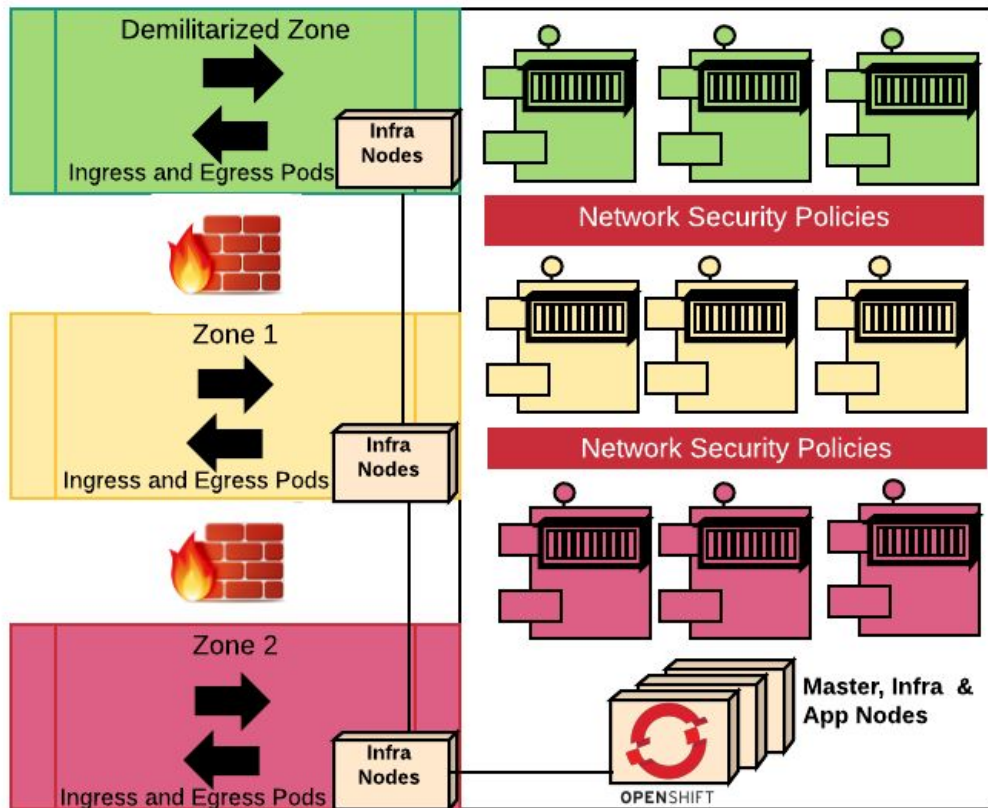 Demilitarized Zone
Infra
Nodes
Ingress and Egress Pods
Network Security Policies
Zone 1
Infra
Nodes
Ingress and Egress Pods
Network Security Policies
Zone 2
Infra
Nodes
Ingress and Egress Pods
Master, Infra &
App Nodes
OPENSHIFT